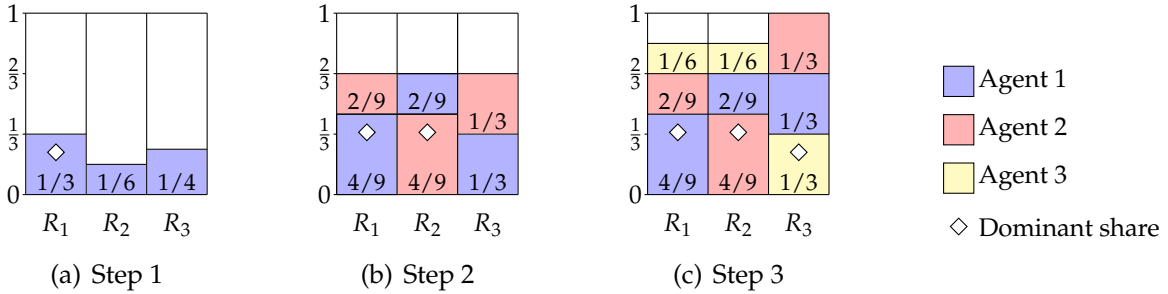 1
2/3
1/3
0
1/3
1/6
1/4
R1 R2 R3
(a) Step 1
1
2/3
1/3
0
2/9 2/9
1/3
4/9 4/9 1/3
R1 R2 R3
(b) Step 2
1
2/3
1/3
0
1/6 1/6 1/3
2/9 2/9
1/3
4/9 4/9 1/3
R1 R2 R3
(c) Step 3
Agent 1
Agent 2
Agent 3
Dominant share